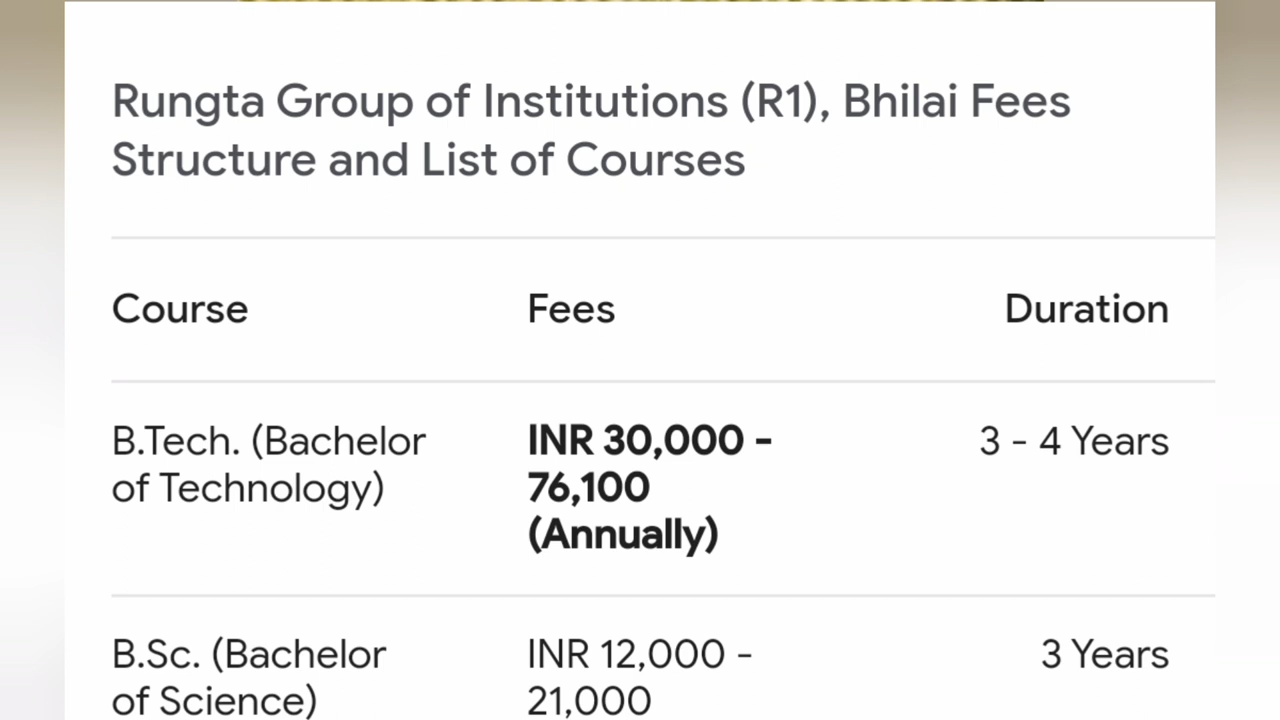 Rungta Group of Institutions (R1), Bhilai Fees
Structure and List of Courses
Course Fees Duration
B.Tech. (Bachelor INR 30,000 - 3 - 4 Years
of Technology) 76,100
(Annually)
B.Sc. (Bachelor INR 12,000 - 3 Years
of Science) 21,000